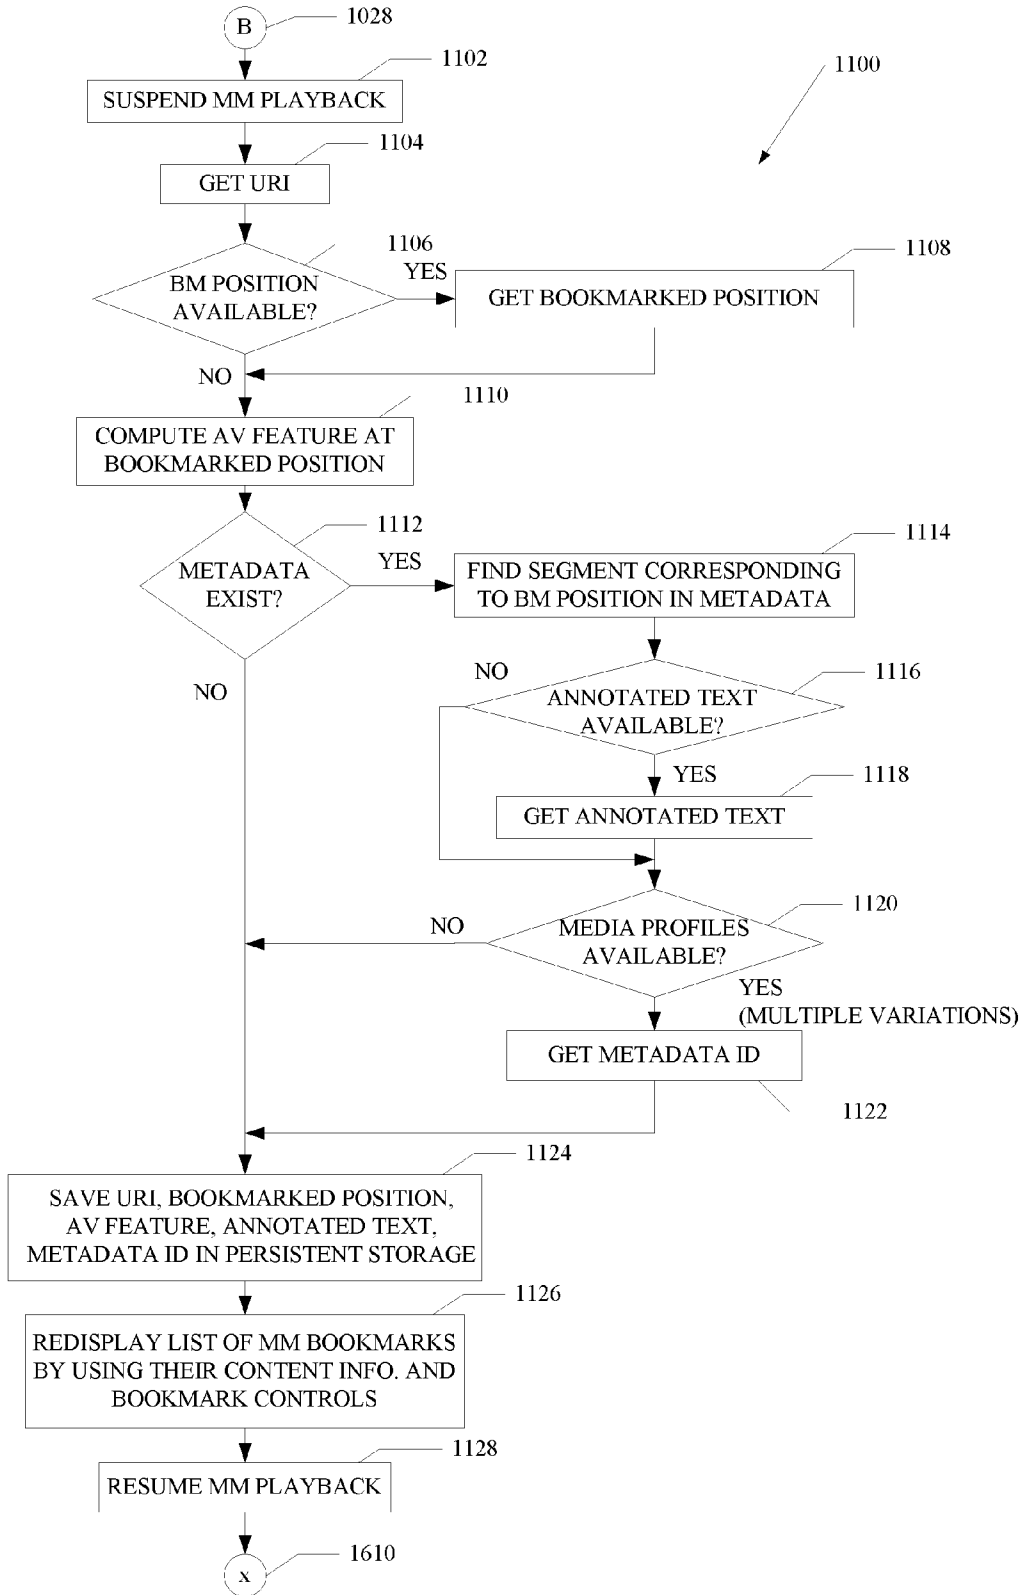 B
1028
1102
1100
SUSPEND MM PLAYBACK
1104
GET URI
1106
1108
BM POSITION
AVAILABLE?
YES
GET BOOKMARKED POSITION
NO
1110
COMPUTE AV FEATURE AT
BOOKMARKED POSITION
1112
METADATA
EXIST?
YES
1114
FIND SEGMENT CORRESPONDING
TO BM POSITION IN METADATA
NO
NO
1116
ANNOTATED TEXT
AVAILABLE?
YES
1118
GET ANNOTATED TEXT
1120
NO
MEDIA PROFILES
AVAILABLE?
YES
(MULTIPLE VARIATIONS)
GET METADATA ID
1122
1124
SAVE URI, BOOKMARKED POSITION,
AV FEATURE, ANNOTATED TEXT,
METADATA ID IN PERSISTENT STORAGE
1126
REDISPLAY LIST OF MM BOOKMARKS
BY USING THEIR CONTENT INFO. AND
BOOKMARK CONTROLS
1128
RESUME MM PLAYBACK
x
1610